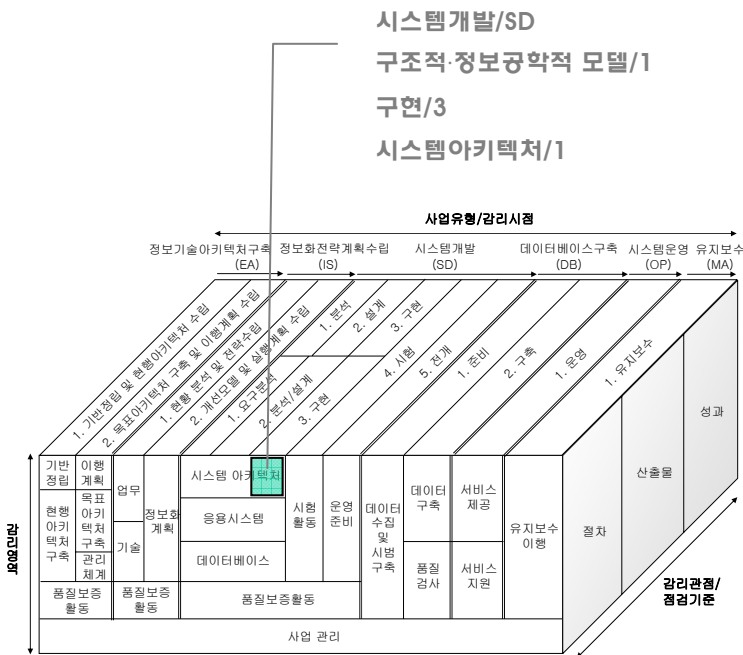 시스템개발/SD
구조적·정보공학적 모델/1
구현/3
시스템아키텍처/1
사업유형/감리시점
정보기술아키텍처구축 정보화전략계획수립 시스템개발 데이터베이스구축 시스템운영 유지보수
(EA) (IS) (SD) (DB) (OP) (MA)
1. 기반정립 및 현행아키텍처 수립
2. 목표아키텍처 구축 및 이행계획 수립
1. 현황 분석 및 전략수립
2. 개선모델 및 실행계획 수립
1. 분석
2. 설계
3. 구현
1. 요구분석
2. 분석/설계
3. 구현
4. 시험
5. 전개
1. 준비
2. 구축
1. 운영
1. 유지보수
성과
산출물
절차
감리관점/
점검기준
감리영역
기반
정립
이행
계획
현행
아키
텍처
구축
목표
아키
텍처
구축
관리
체계
업무
기술
정보화
계획
시스템 아키텍처
응용시스템
데이터베이스
시험
활동
운영
준비
데이터
수집
및
시범
구축
데이터
구축
품질
검사
서비스
제공
서비스
지원
유지보수
이행
품질보증
활동
품질보증
활동
품질보증활동
사업 관리